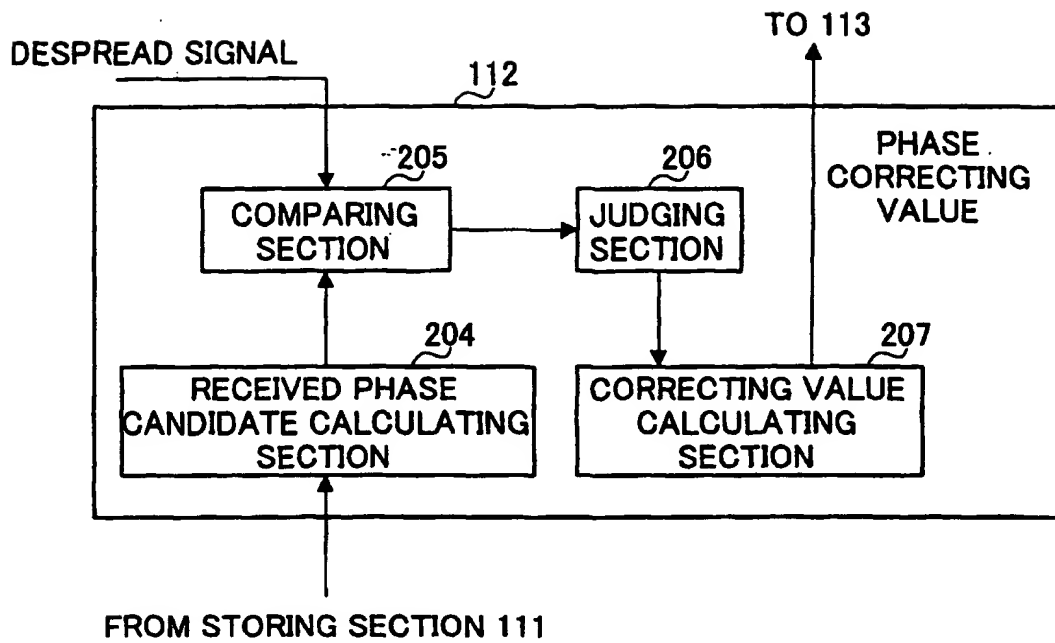 TO 113
DESPREAD SIGNAL
112
PHASE
CORRECTING
VALUE
205
COMPARING
SECTION
206
JUDGING
SECTION
204
RECEIVED PHASE
CANDIDATE CALCULATING
SECTION
207
CORRECTING VALUE
CALCULATING
SECTION
FROM STORING SECTION 111